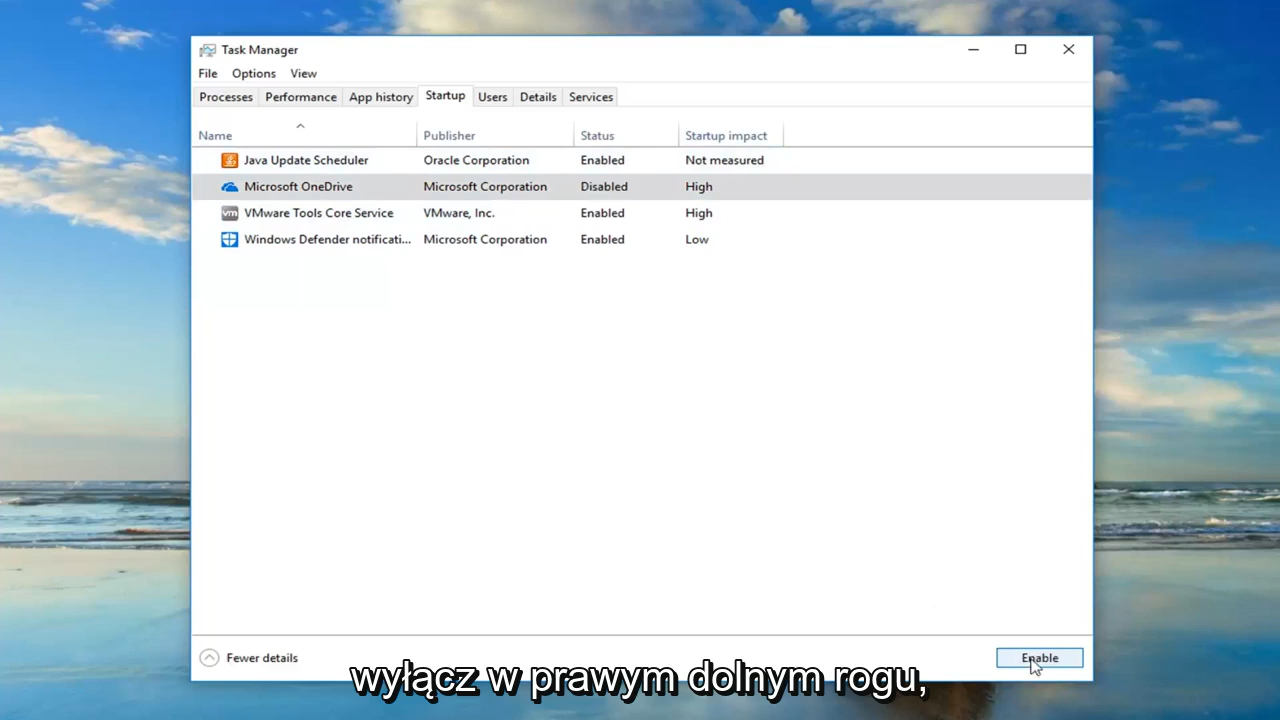 Task Manager
File Options View
Processes Performance App history Startup Users Details Services
Name Publisher Status Startup impact
Java Update Scheduler Oracle Corporation Enabled Not measured
Microsoft OneDrive Microsoft Corporation Disabled High
vm VMware Tools Core Service VMware, Inc. Enabled High
Windows Defender notificati... Microsoft Corporation Enabled Low
Fewer details Enable
wyłącz w prawym dolnym rogu,